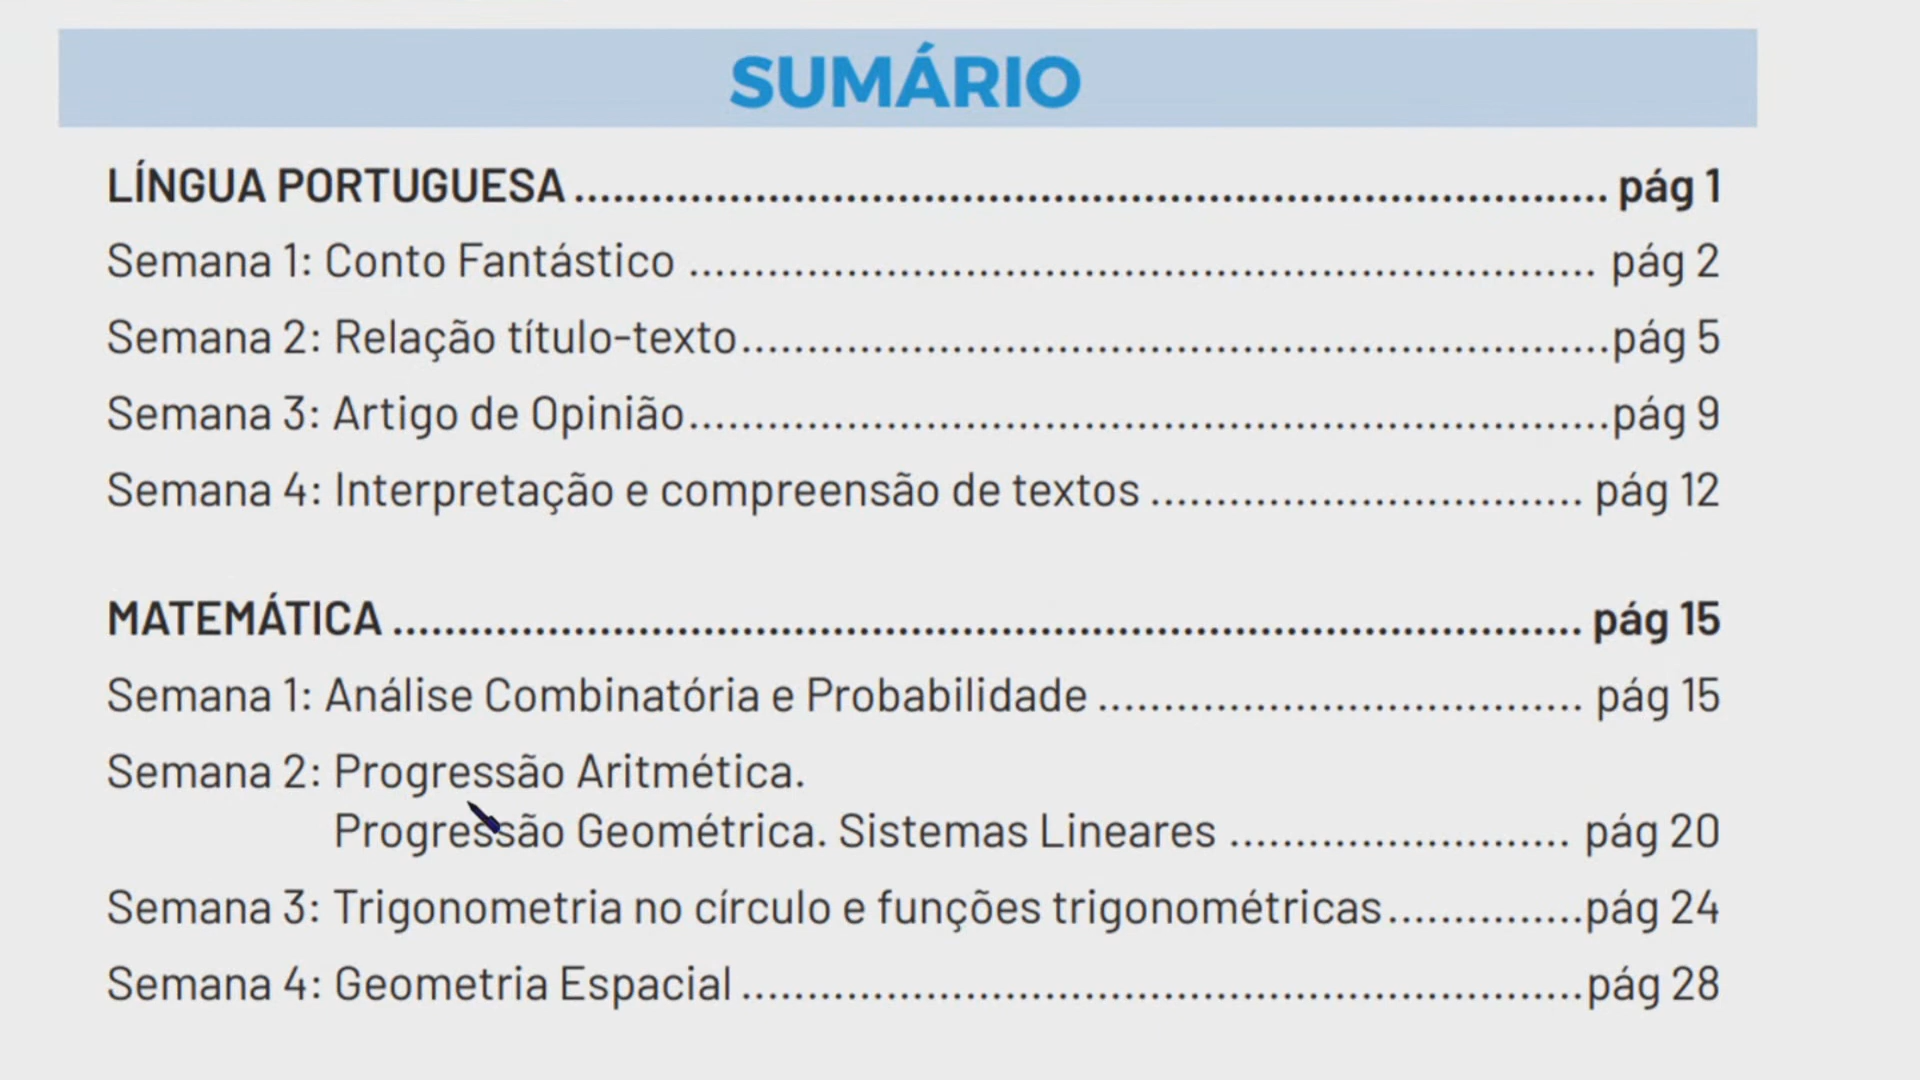 SUMÁRIO
LÍNGUA PORTUGUESA................................................................................ pág 1
Semana 1: Conto Fantástico ...................................................................... pág 2
Semana 2: Relação título-texto...................................................................pág 5
Semana 3: Artigo de Opinião.......................................................................pág 9
Semana 4: Interpretação e compreensão de textos ................................. pág 12
MATEMÁTICA............................................................................................ pág 15
Semana 1: Análise Combinatória e Probabilidade ..................................... pág 15
Semana 2: Progressão Aritmética.
Progressão Geométrica. Sistemas Lineares .......................... pág 20
Semana 3: Trigonometria no círculo e funções trigonométricas...............pág 24
Semana 4: Geometria Espacial.................................................................pág 28